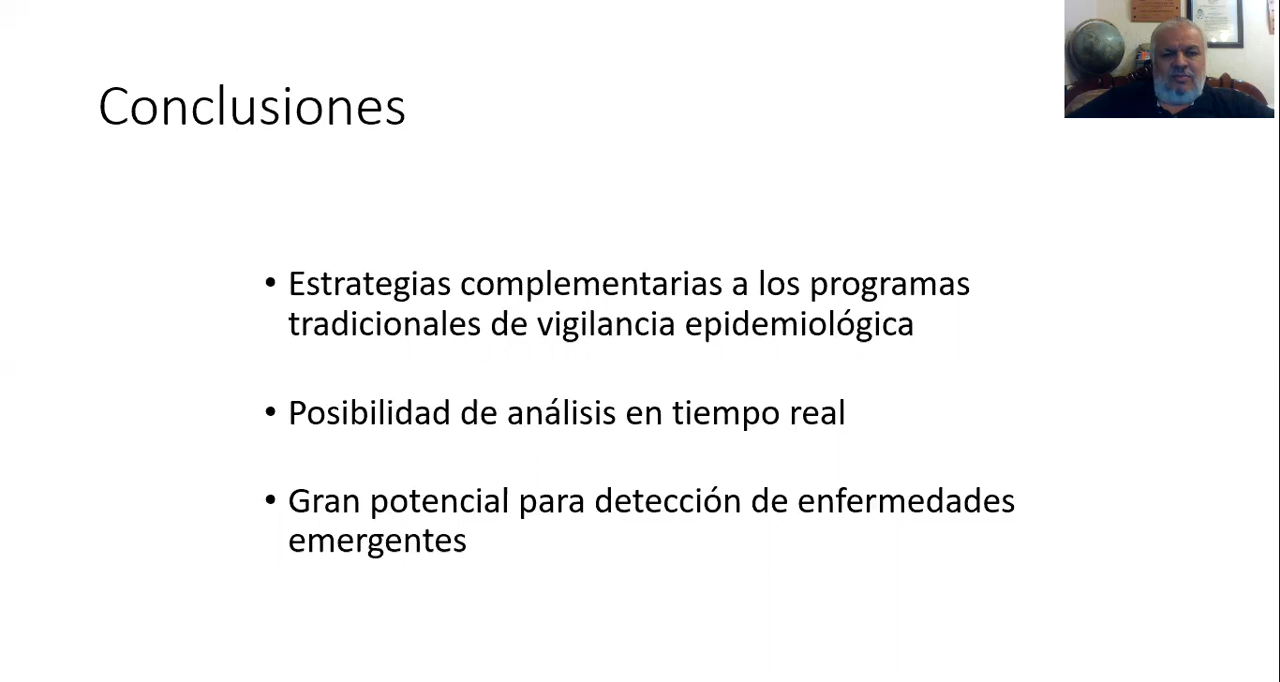 Conclusiones
• Estrategias complementarias a los programas
tradicionales de vigilancia epidemiológica
• Posibilidad de análisis en tiempo real
• Gran potencial para detección de enfermedades
emergentes